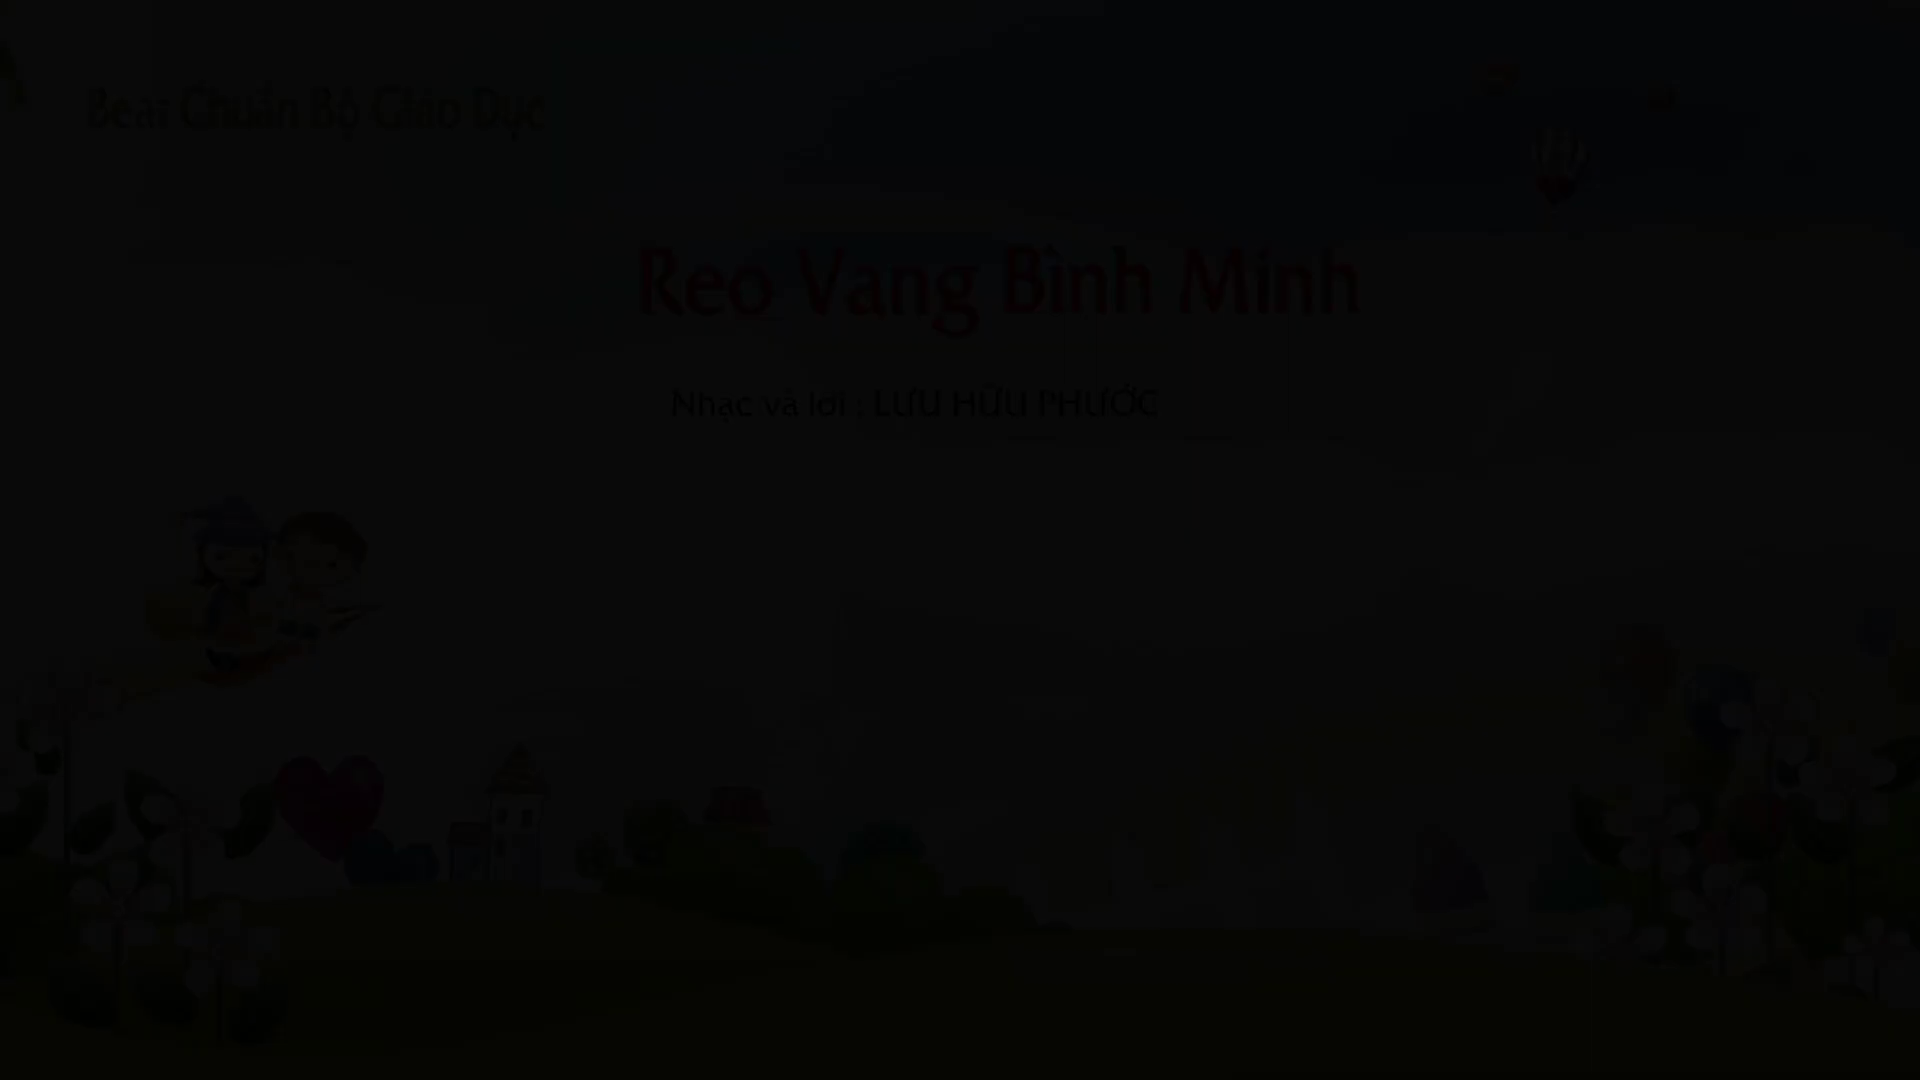 Beat Chuẩn Bộ Giáo Dục
Reo Vang Bình Minh
Nhạc và lời : LƯU HỮU PHƯỚC